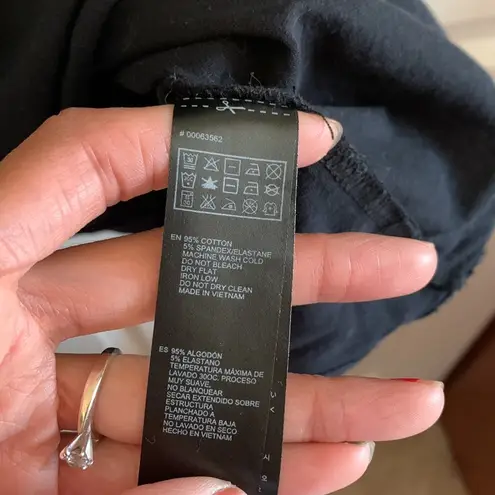 # 00063562
EN 95% COTTON
5% SPANDEX/ELASTANE
MACHINE WASH COLD
DO NOT BLEACH
DRY FLAT
IRON LOW
DO NOT DRY CLEAN
MADE IN VIETNAM
ES 95% ALGODÓN
5% ELASTANO
TEMPERATURA MÁXIMA DE
LAVADO 30OC. PROCESO
MUY SUAVE,
NO BLANQUEAR
SECAR EXTENDIDO SOBRE
ESTRUCTURA
PLANCHADO A
TEMPERATURA BAJA
NO LAVADO EN SÉCO
HECHO EN VIETNAM